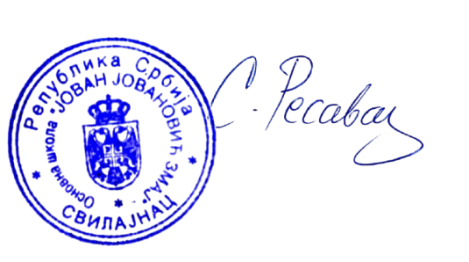 Република Србија
Основна школа "ЈОВАН ЈОВАНОВИЋ ЗМАЈ"
СВИЛАЈНАЦ
С. Ресавац